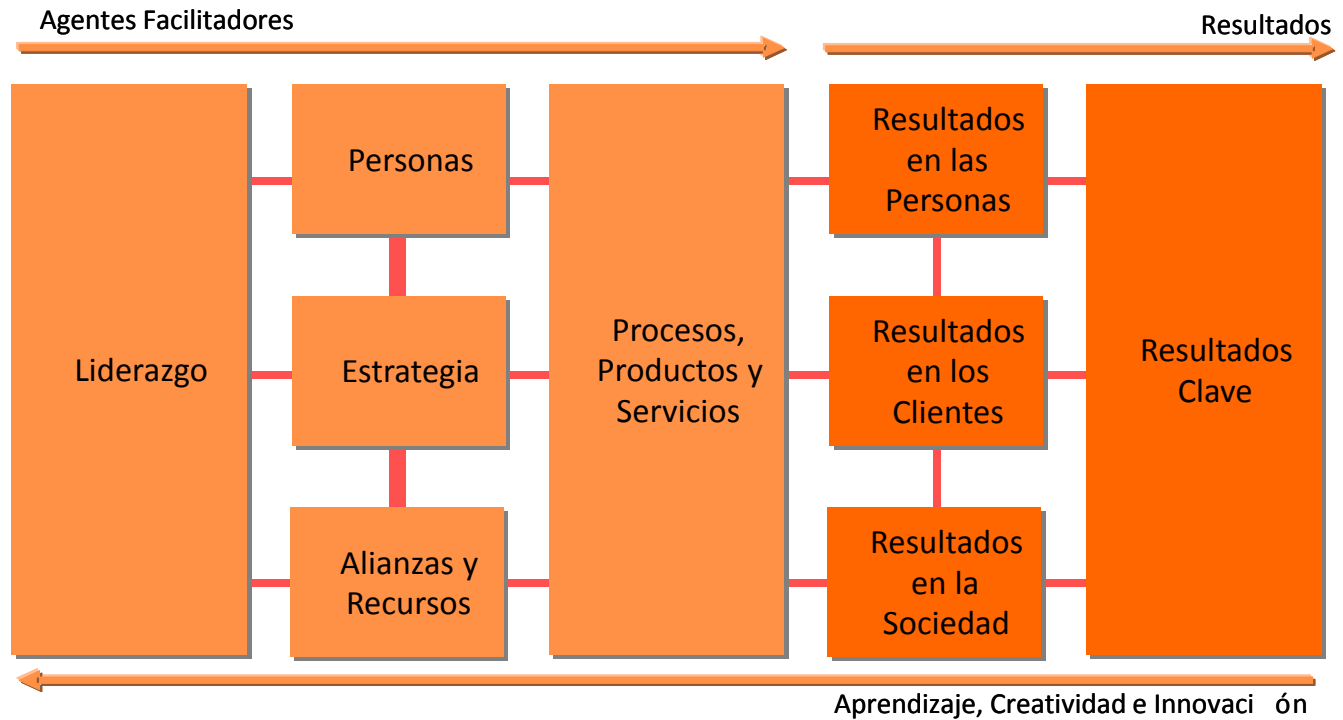 Agentes Facilitadores
Resultados
Liderazgo
Personas
Estrategia
Alianzas y
Recursos
Procesos,
Productos y
Servicios
Resultados
en las
Personas
Resultados
en los
Clientes
Resultados
en la
Sociedad
Resultados
Clave
Aprendizaje, Creatividad e Innovaci ón